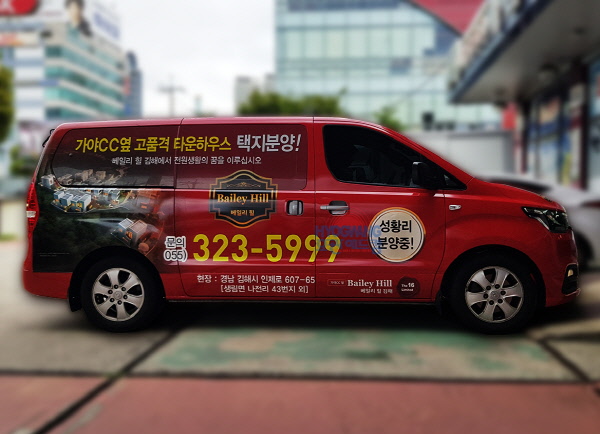 가야CC옆 고품격 타운하우스 택지분양!
베일리 힐 김해에서 전원생활의 꿈을 이루십시오
Bailey Hill
베일리 힐
문의
055)
323-5999
성황리
분양중!
현장 : 경남 김해시 인제로 607-65
[생림면 나전리 43번지 외]
Bailey Hill
베일리 힐 김해
The 16